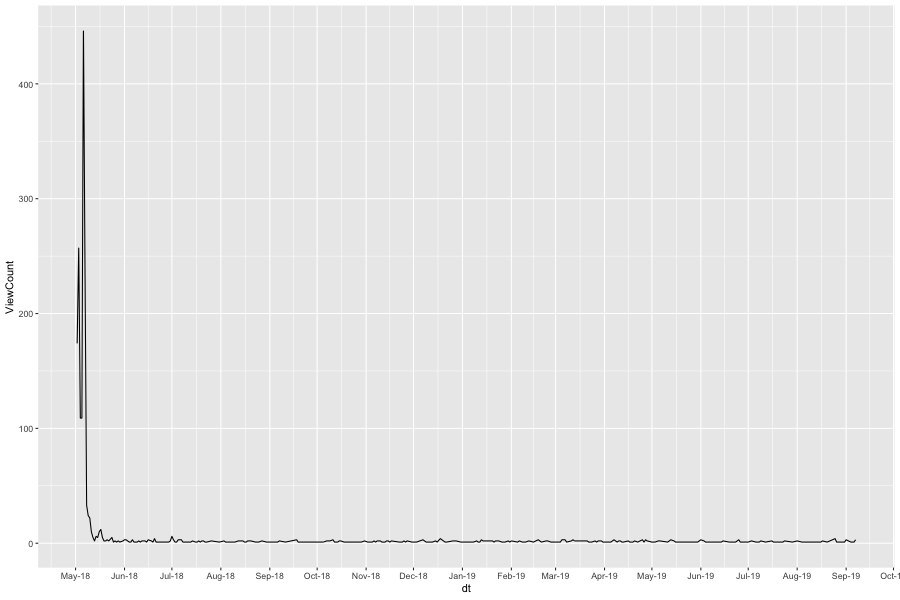 ViewCount
400
300
200
100
0
May-18 Jun-18 Jul-18 Aug-18 Sep-18 Oct-18 Nov-18 Dec-18 Jan-19 Feb-19 Mar-19 Apr-19 May-19 Jun-19 Jul-19 Aug-19 Sep-19 Oct-1
dt